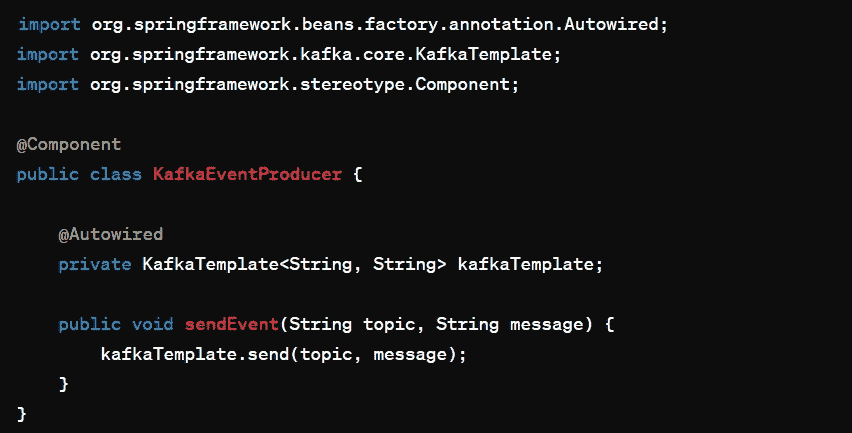 import org.springframework.beans.factory.annotation.Autowired;
import org.springframework.kafka.core.KafkaTemplate;
import org.springframework.stereotype.Component;

@Component
public class KafkaEventProducer {

    @Autowired
    private KafkaTemplate<String, String> kafkaTemplate;

    public void sendEvent(String topic, String message) {
        kafkaTemplate.send(topic, message);
    }
}